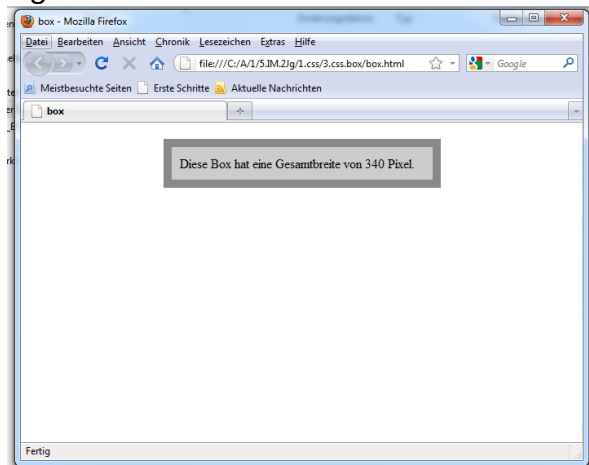 box - Mozilla Firefox
Datei Bearbeiten Ansicht Chronik Lesezeichen Extras Hilfe
file:///C:/A/1/5.IM.2Jg/1.css/3.css.box/box.html
Google
Meistbesuchte Seiten Erste Schritte Aktuelle Nachrichten
box
Diese Box hat eine Gesamtbreite von 340 Pixel.
Fertig